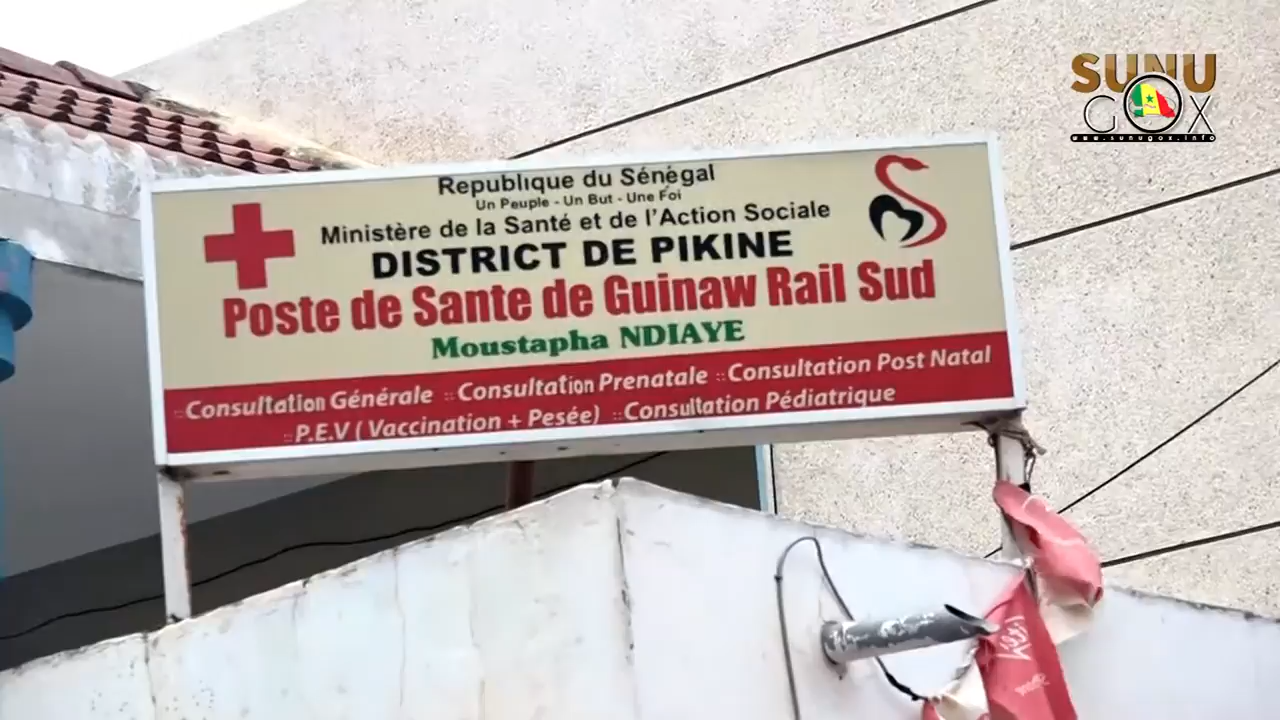 SUNU
GOX
www.sunugox.info
Republique du Sénégal
Un Peuple - Un But - Une Foi
Ministère de la Santé et de l'Action Sociale
DISTRICT DE PIKINE
Poste de Sante de Guinaw Rail Sud
Moustapha NDIAYE
:: Consultation Générale :: Consultation Prenatale :: Consultation Post Natal
:: P.E.V ( Vaccination + Pesée) :: Consultation Pédiatrique